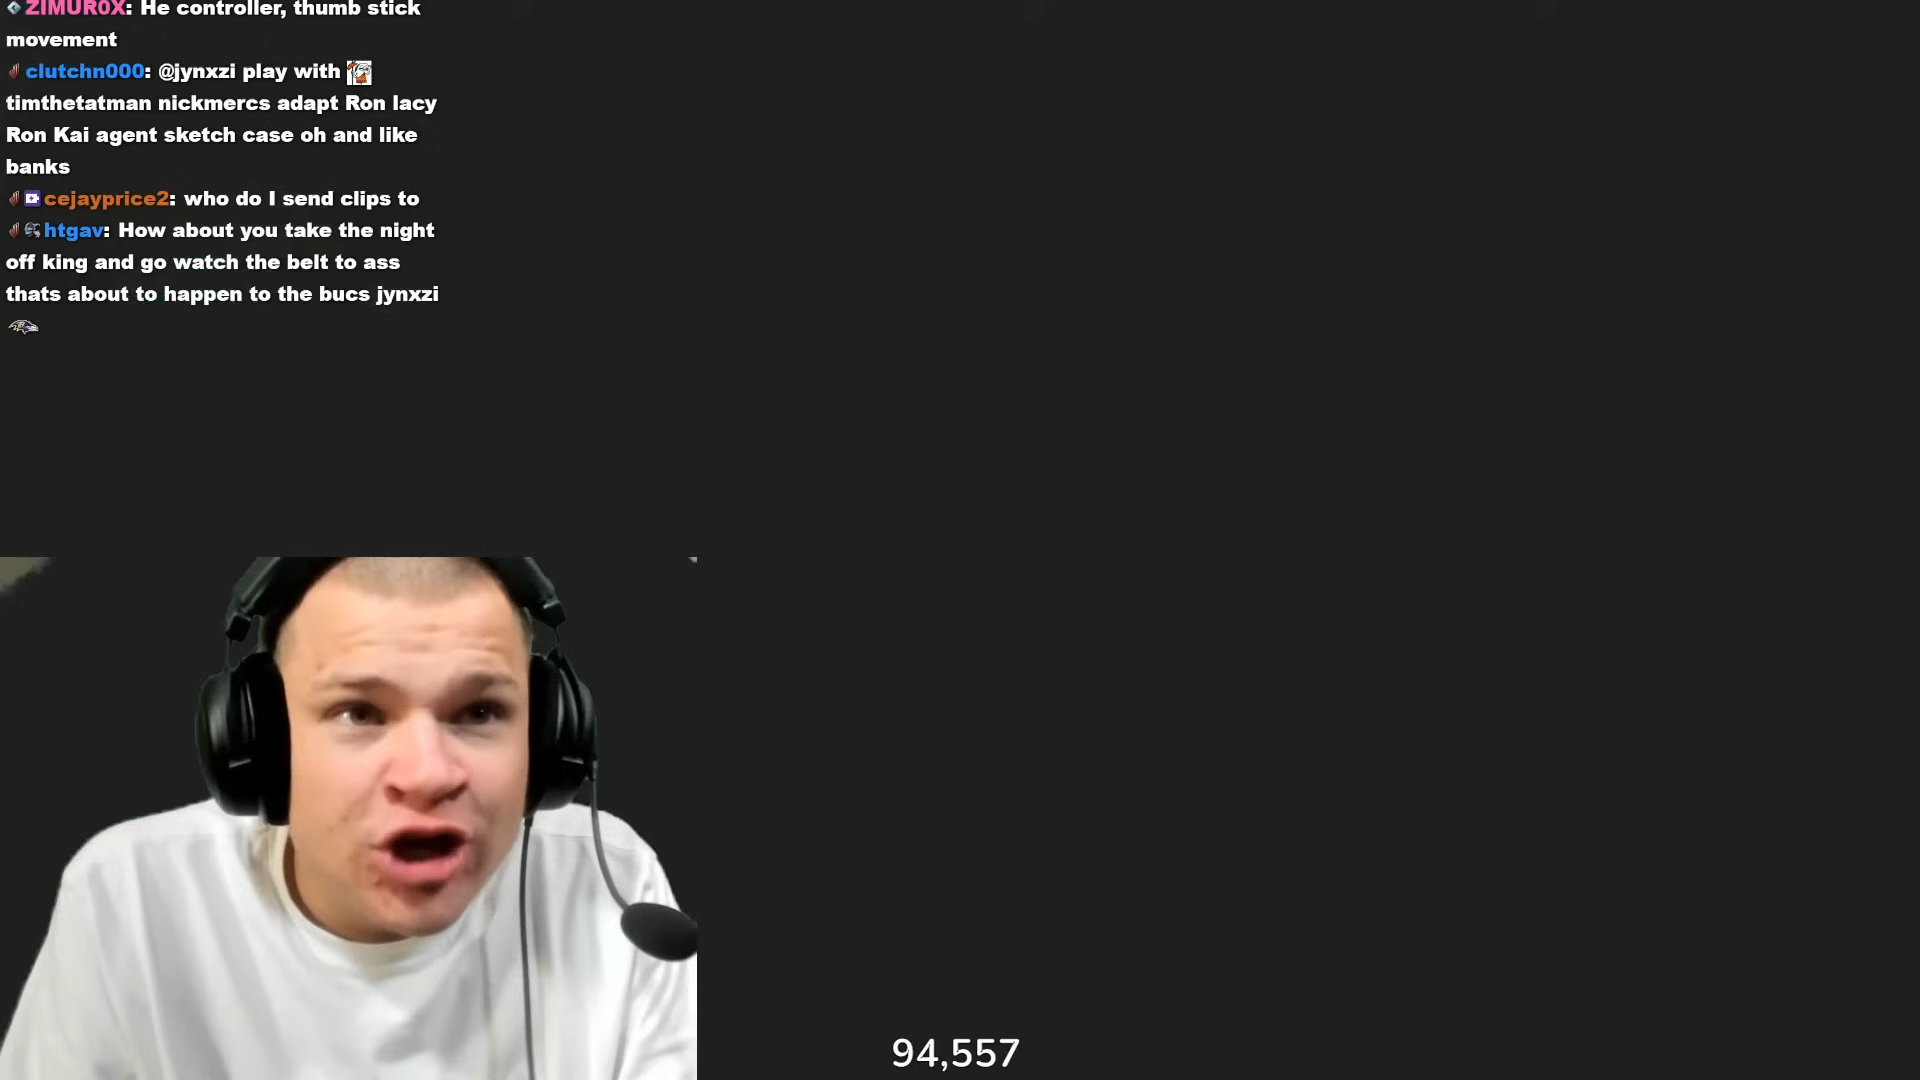 ZIMUR0X: He controller, thumb stick
movement
clutchn000: @jynxzi play with
timthetatman nickmercs adapt Ron lacy
Ron Kai agent sketch case oh and like
banks
cejayprice2: who do I send clips to
htgav: How about you take the night
off king and go watch the belt to ass
thats about to happen to the bucs jynxzi
94,557